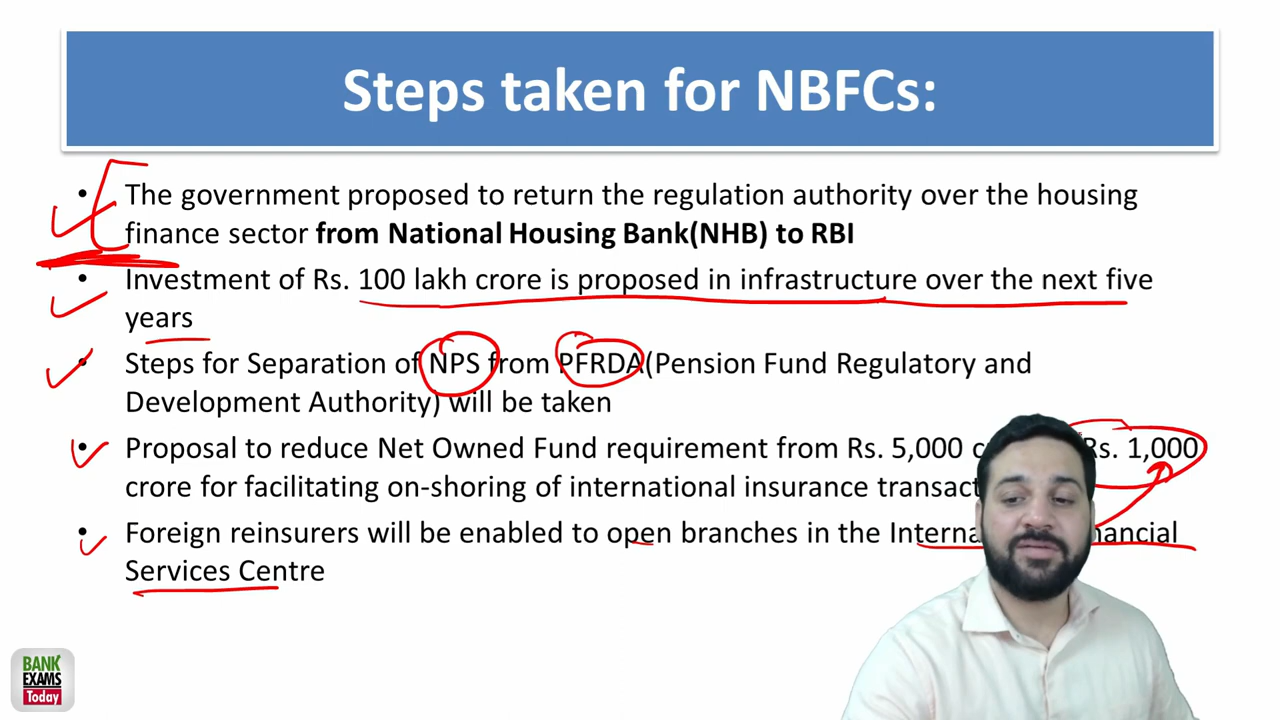 Steps taken for NBFCs:
• The government proposed to return the regulation authority over the housing
finance sector from National Housing Bank(NHB) to RBI
• Investment of Rs. 100 lakh crore is proposed in infrastructure over the next five
years
• Steps for Separation of NPS from PFRDA(Pension Fund Regulatory and
Development Authority) will be taken
• Proposal to reduce Net Owned Fund requirement from Rs. 5,000 Rs. 1,000
crore for facilitating on-shoring of international insurance
• Foreign reinsurers will be enabled to open branches in the
Services Centre
BANK
EXAMS
Today